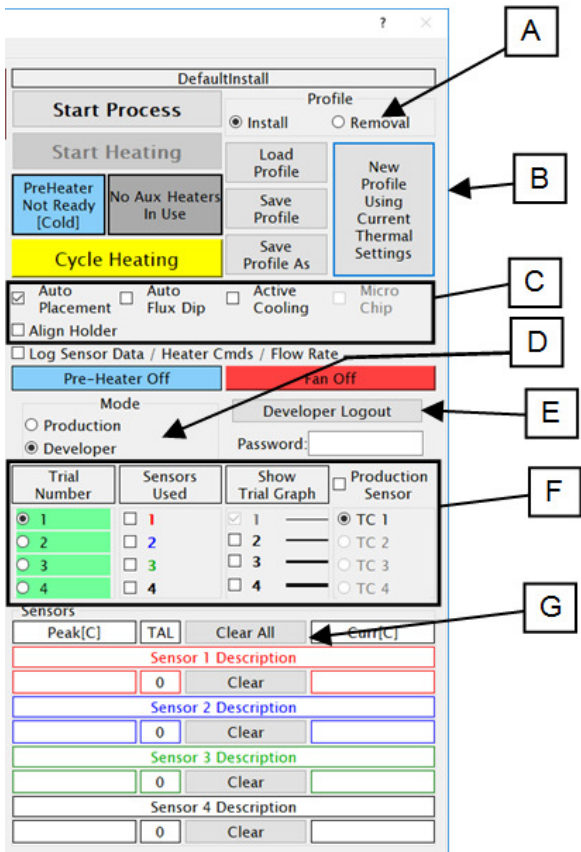 ?
A
DefaultInstall
Start Process
Profile
Install
Removal
Start Heating
Load
Profile
New
Profile
Using
Current
Thermal
Settings
B
PreHeater
Not Ready
[Cold]
No Aux Heaters
In Use
Save
Profile
Cycle Heating
Save
Profile As
Auto
Placement
Auto
Flux Dip
Active
Cooling
Micro
Chip
C
Align Holder
Log Sensor Data / Heater Cmds / Flow Rate
D
Pre-Heater Off
Fan Off
Mode
Production
Developer
Developer Logout
E
Password:
Trial
Number
Sensors
Used
Show
Trial Graph
Production
Sensor
F
1
1
1
TC 1
2
2
2
TC 2
3
3
3
TC 3
4
4
4
TC 4
Sensors
G
Peak[C]
TAL
Clear All
Curr[C]
Sensor 1 Description
0
Clear
Sensor 2 Description
0
Clear
Sensor 3 Description
0
Clear
Sensor 4 Description
0
Clear